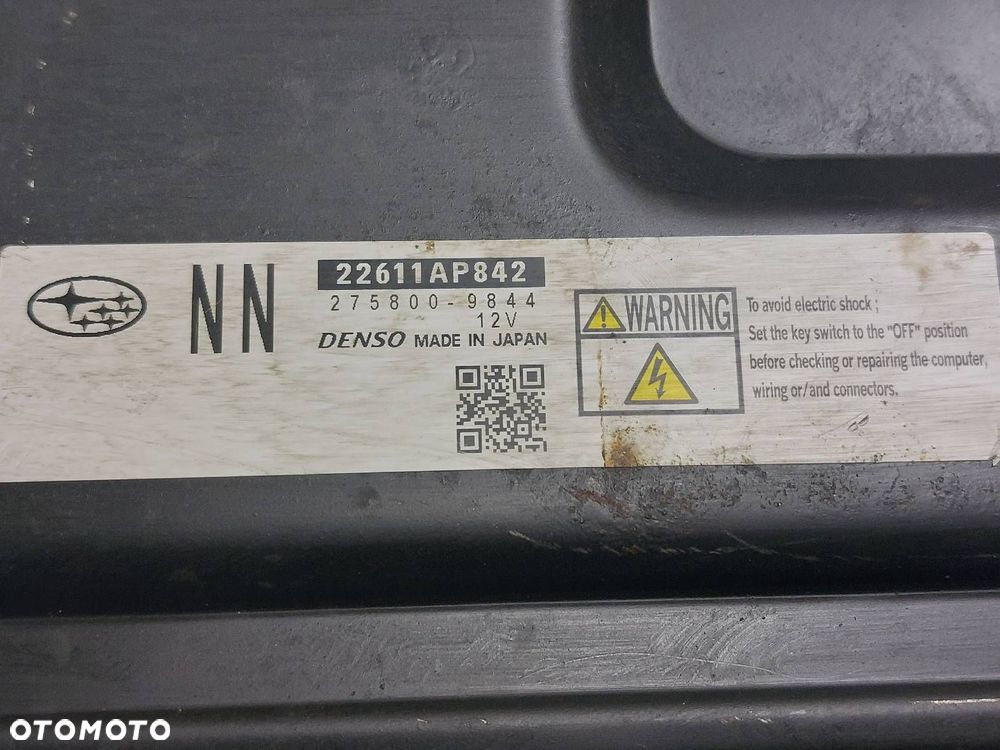 NN
22611AP842
275800-9844
12V
DENSO MADE IN JAPAN
WARNING
To avoid electric shock ;
Set the key switch to the "OFF" position
before checking or repairing the computer,
wiring or/and connectors.
OTOMOTO